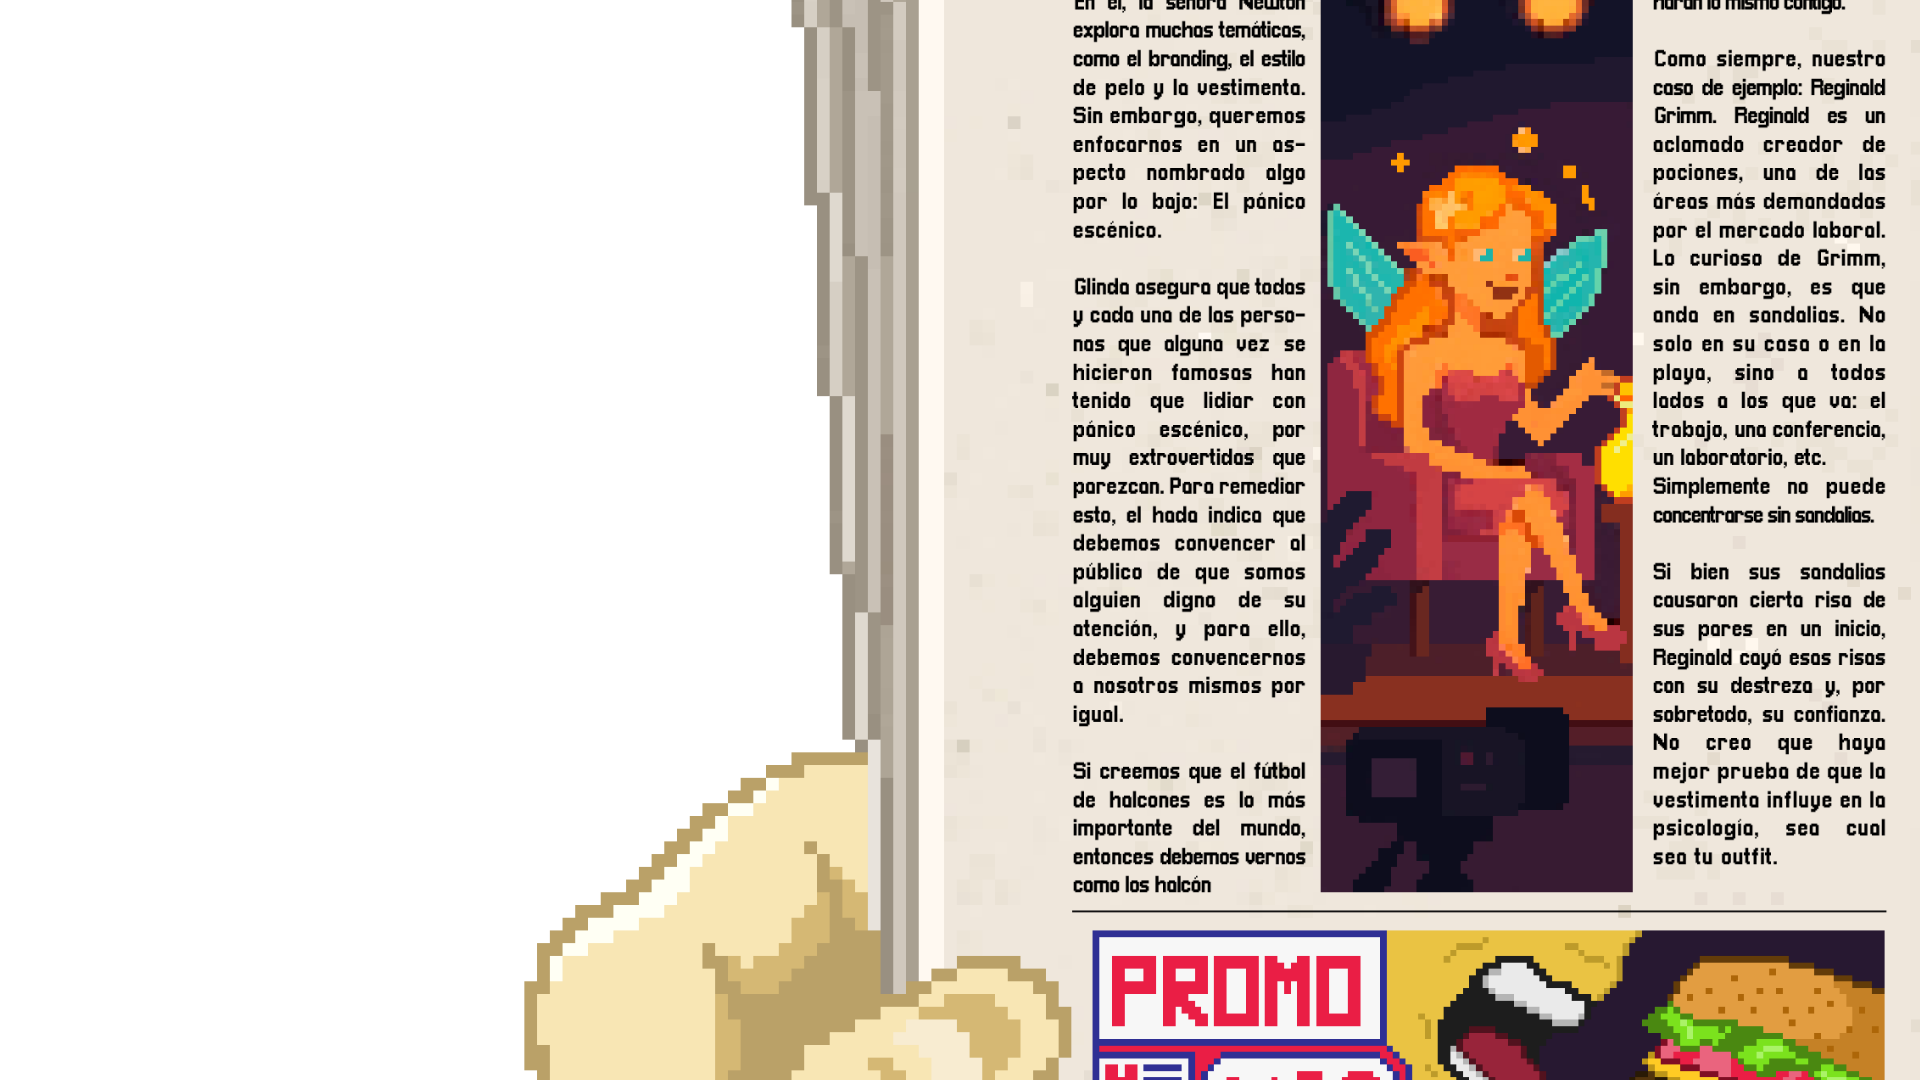 En él, la señora Newton
explora muchas temáticas,
como el branding, el estilo
de pelo y la vestimenta.
Sin embargo, queremos
enfocarnos en un as-
pecto nombrado algo
por lo bajo: El pánico
escénico.
Glinda asegura que todas
y cada una de las perso-
nas que alguna vez se
hicieron famosas han
tenido que lidiar con
pánico escénico, por
muy extrovertidas que
parezcan. Para remediar
esto, el hada indica que
debemos convencer al
público de que somos
alguien digno de su
atención, y para ello,
debemos convencernos
a nosotros mismos por
igual.
Si creemos que el fútbol
de halcones es lo más
importante del mundo,
entonces debemos vernos
como los halcón
harán lo mismo contigo.
Como siempre, nuestro
caso de ejemplo: Reginald
Grimm. Reginald es un
aclamado creador de
pociones, una de las
áreas más demandadas
por el mercado laboral.
Lo curioso de Grimm,
sin embargo, es que
anda en sandalias. No
solo en su casa o en la
playa, sino a todos
lados a los que va: el
trabajo, una conferencia,
un laboratorio, etc.
Simplemente no puede
concentrarse sin sandalias.
Si bien sus sandalias
causaron cierta risa de
sus pares en un inicio,
Reginald cayó esas risas
con su destreza y, por
sobretodo, su confianza.
No creo que haya
mejor prueba de que la
vestimenta influye en la
psicología, sea cual
sea tu outfit.
PROMO